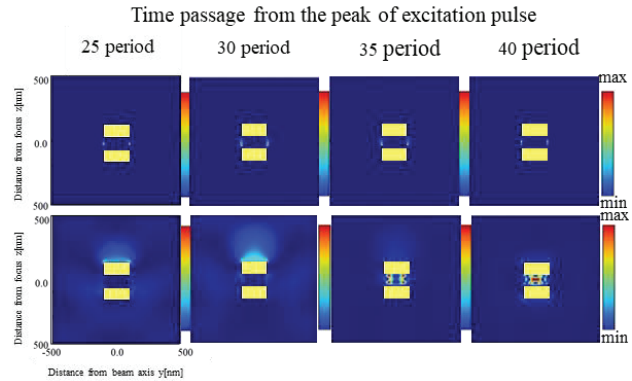 Time passage from the peak of excitation pulse
25 period 30 period 35 period 40 period
500 max
Distance from focus z[nm]
0.0
500 min
500 max
Distance from focus z[nm]
0.0
500 min
-500 0.0 500
Distance from beam axis y[nm]